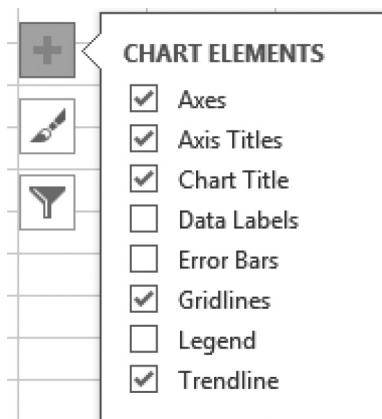 CHART ELEMENTS
Axes
Axis Titles
Chart Title
Data Labels
Error Bars
Gridlines
Legend
Trendline